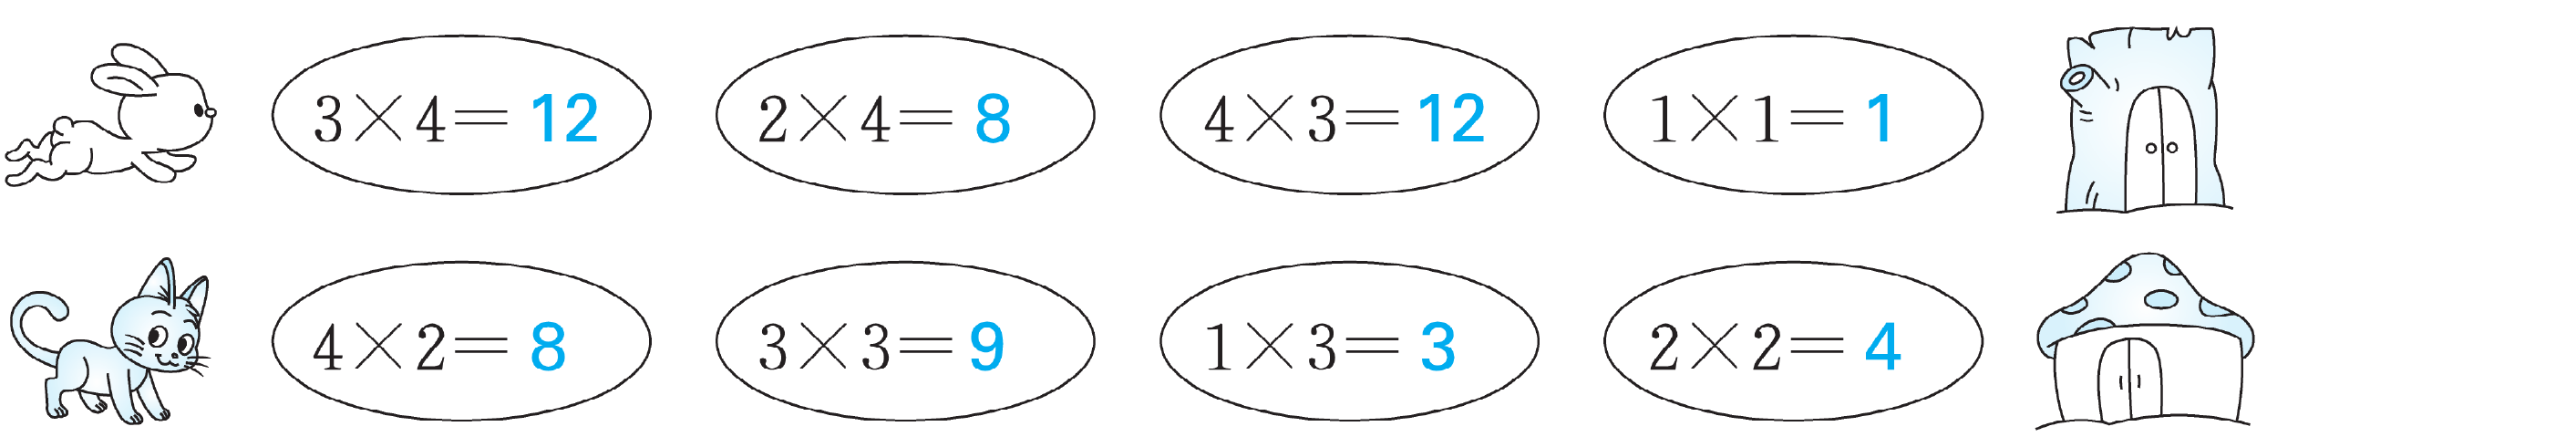 3×4= 12 2×4= 8 4×3= 12 1×1= 1
4×2= 8 3×3= 9 1×3= 3 2×2= 4